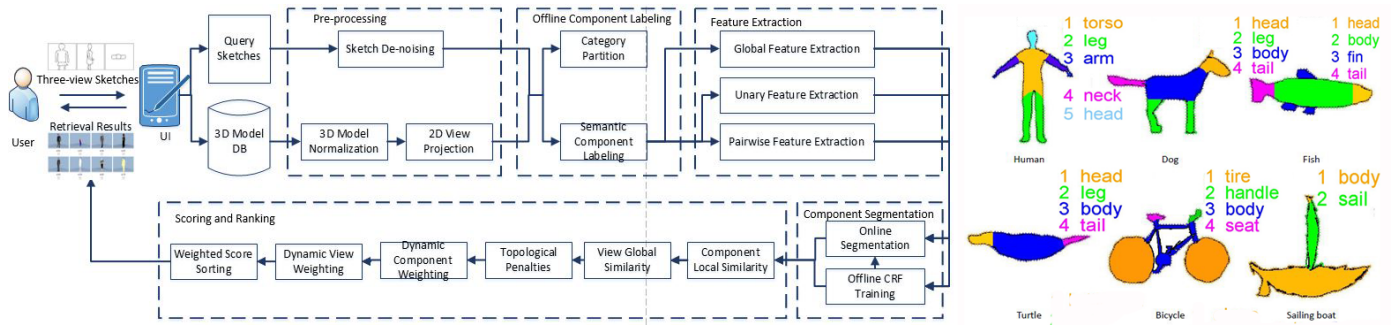 Pre-processing
Offline Component Labeling
Feature Extraction
Query
Sketches
Sketch De-noising
Category
Partition
Global Feature Extraction
Three-view Sketches
Unary Feature Extraction
Retrieval Results
User
UI
3D Model
DB
3D Model
Normalization
2D View
Projection
Semantic
Component
Labeling
Pairwise Feature Extraction
Scoring and Ranking
Component Segmentation
Weighted Score
Sorting
Dynamic View
Weighting
Dynamic
Component
Weighting
Topological
Penalties
View Global
Similarity
Component
Local Similarity
Online
Segmentation
Offline CRF
Training
1 torso
2 leg
3 arm
4 neck
5 head
Human
1 head
2 leg
3 body
4 tail
Dog
1 head
2 body
3 fin
4 tail
Fish
1 head
2 leg
3 body
4 tail
Turtle
1 tire
2 handle
3 body
4 seat
Bicycle
1 body
2 sail
Sailing boat